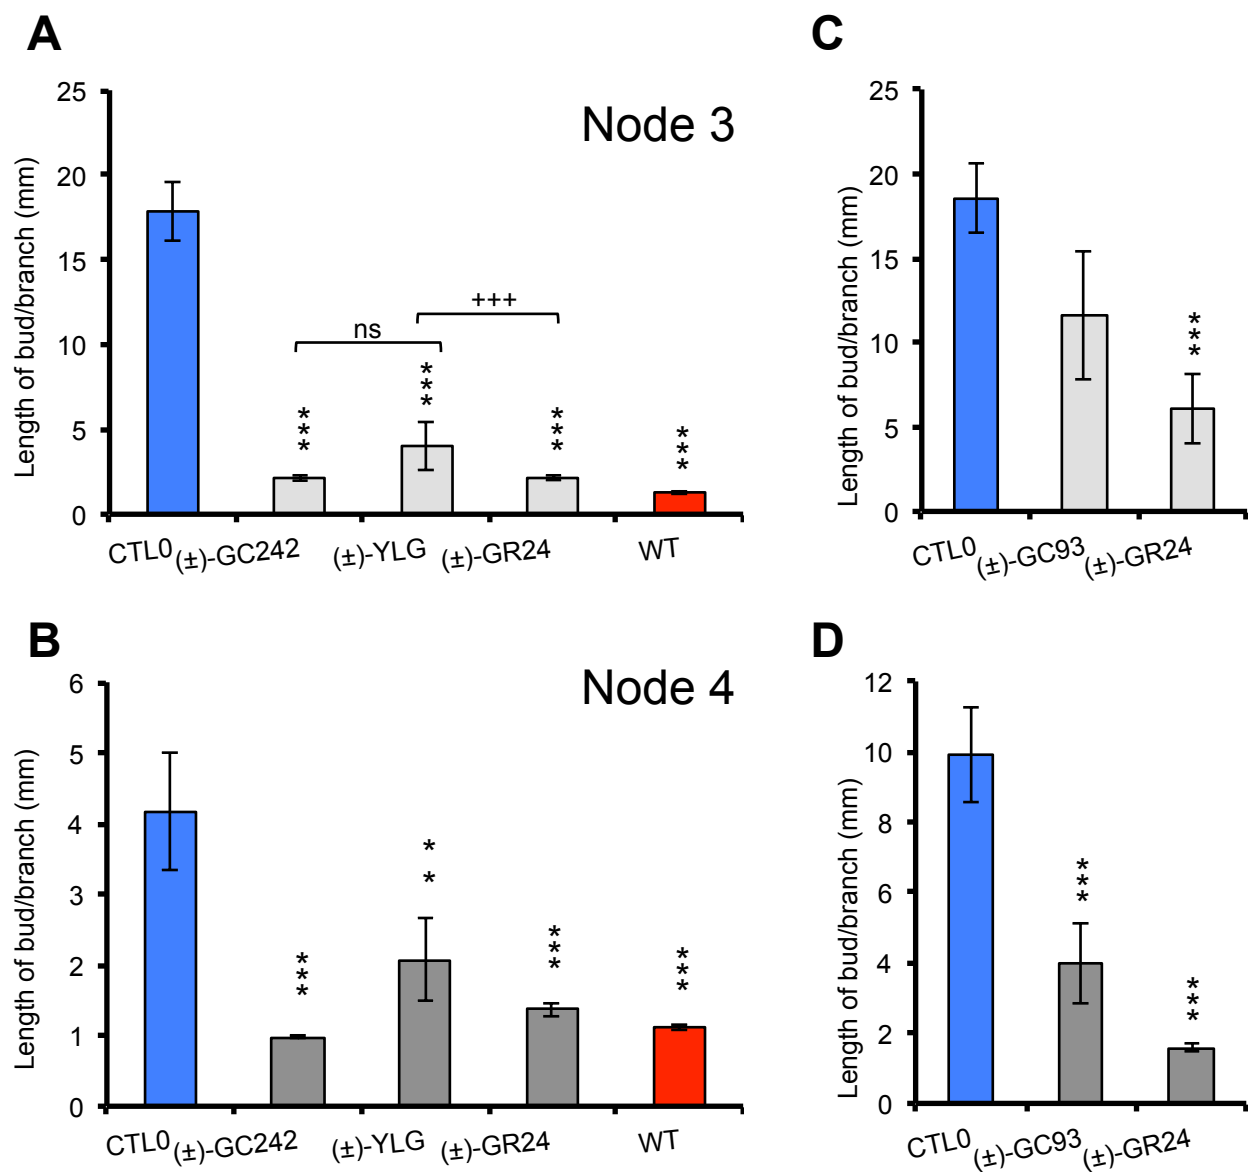 A
Node 3
Length of bud/branch (mm)
25
20
15
10
5
0
ns
+++
***
***
***
***
CTL0
(±)-GC242
(±)-YLG
(±)-GR24
WT
C
Length of bud/branch (mm)
25
20
15
10
5
0
***
CTL0
(±)-GC93
(±)-GR24
B
Node 4
Length of bud/branch (mm)
6
5
4
3
2
1
0
***
**
***
***
CTL0
(±)-GC242
(±)-YLG
(±)-GR24
WT
D
Length of bud/branch (mm)
12
10
8
6
4
2
0
***
***
CTL0
(±)-GC93
(±)-GR24